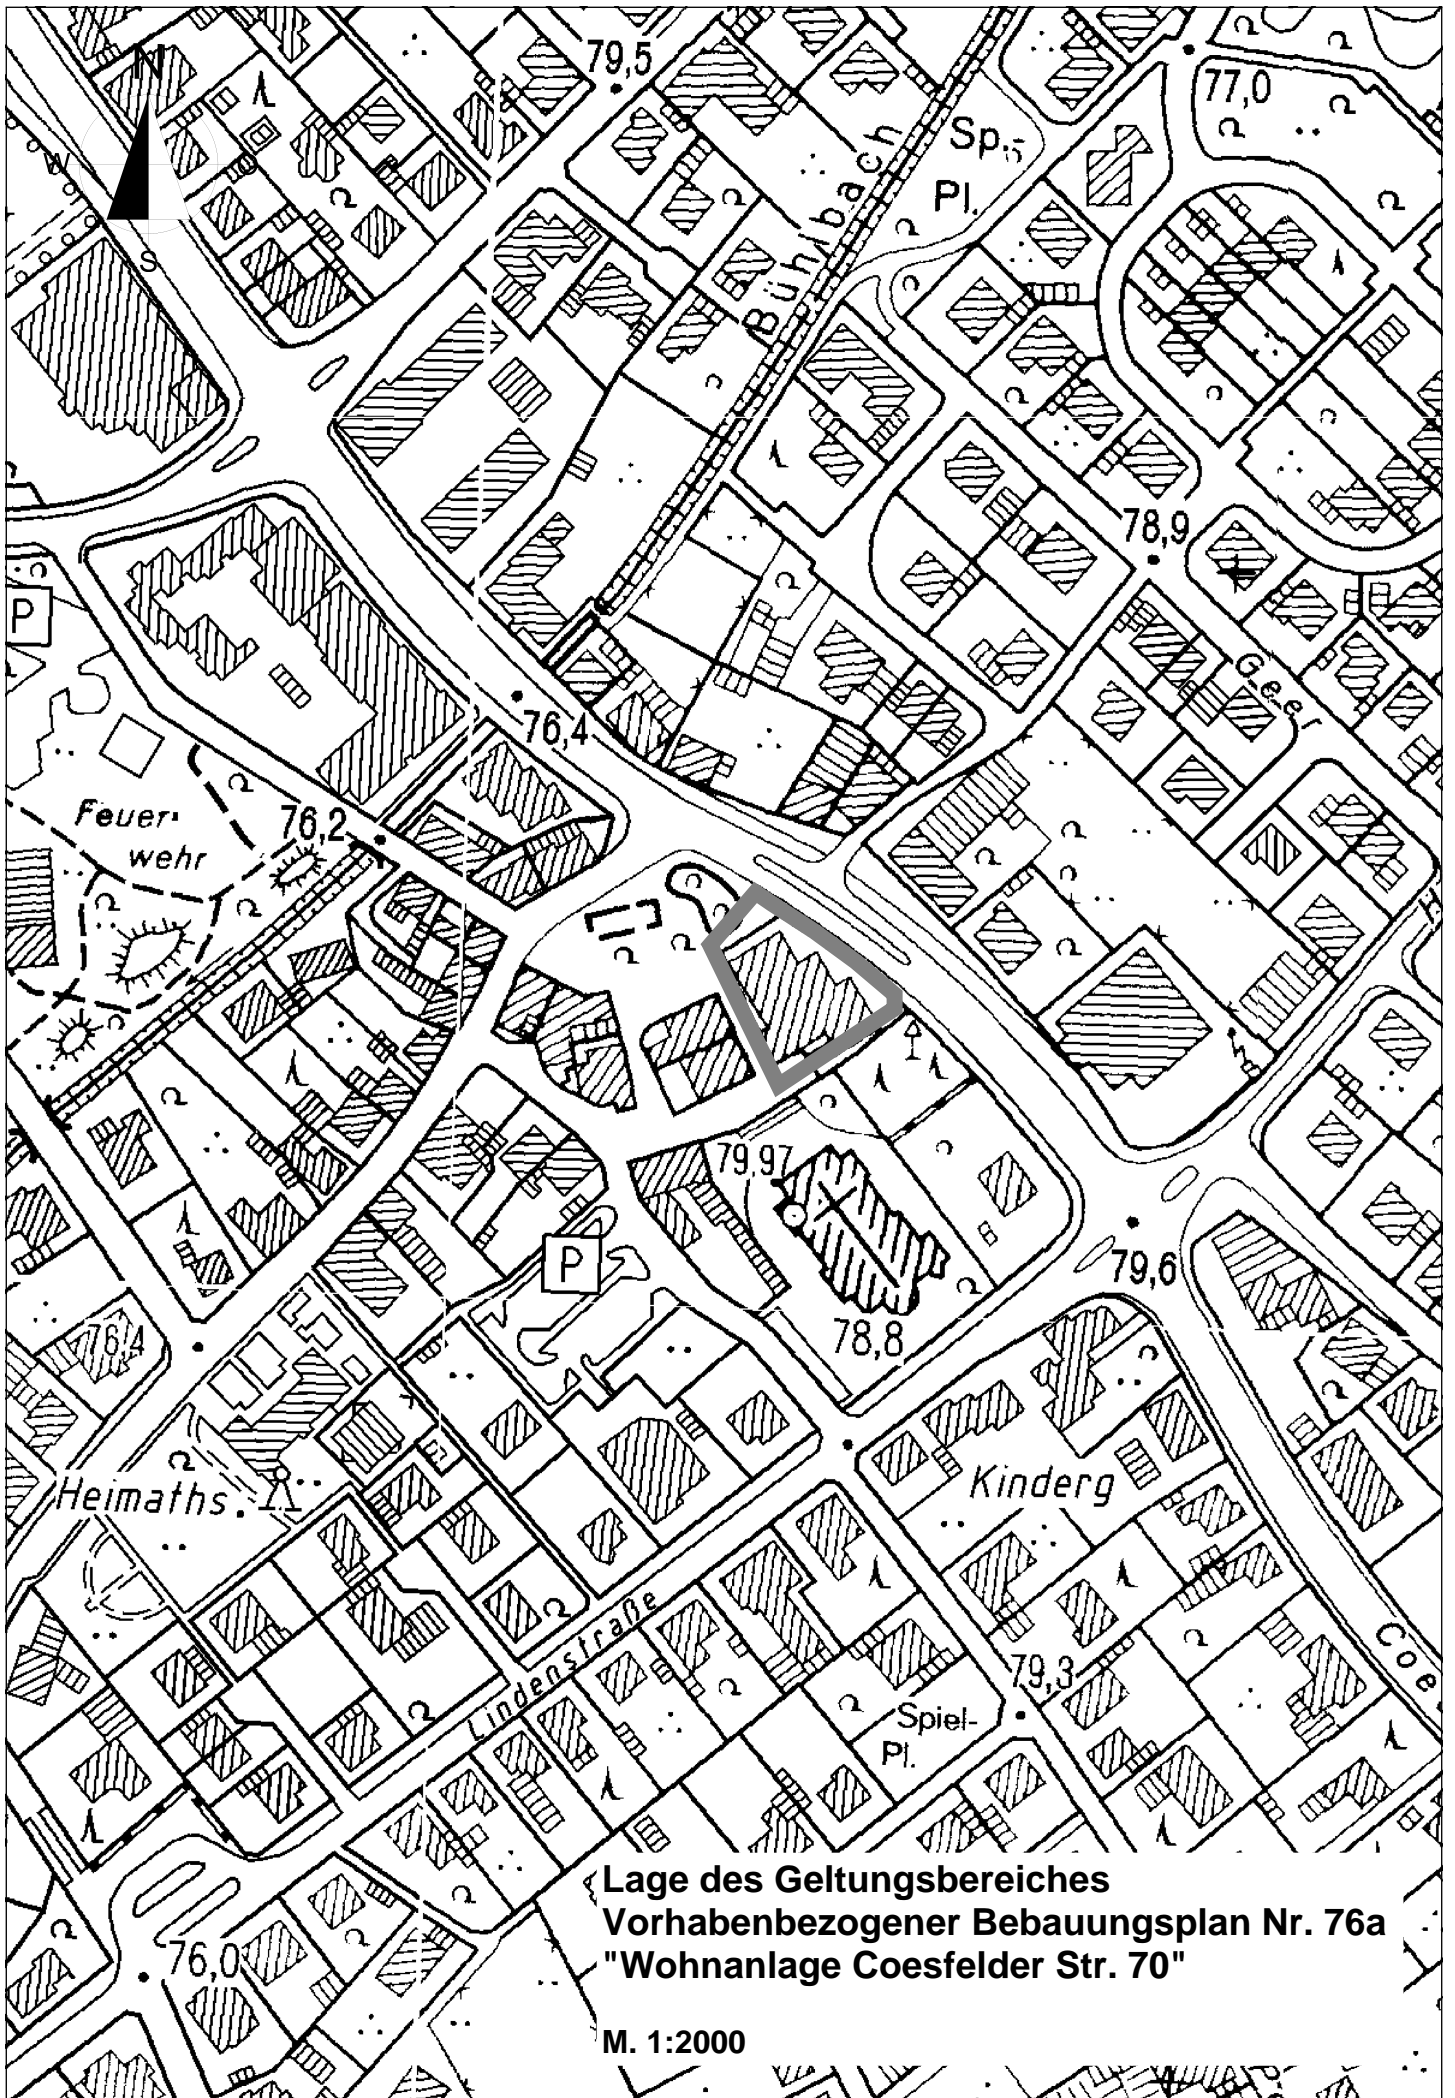 N
79,5
77,0
W
O
S
Sp.
Pl.
Bühlbach
78,9
P
Geer
76,4
76,2
Feuer-
wehr
79,97
P
79,6
78,8
76,4
Heimaths.
Kinderg
Lindenstraße
Coe
79,3
Spiel-
Pl.
76,0
Lage des Geltungsbereiches
Vorhabenbezogener Bebauungsplan Nr. 76a
"Wohnanlage Coesfelder Str. 70"
M. 1:2000